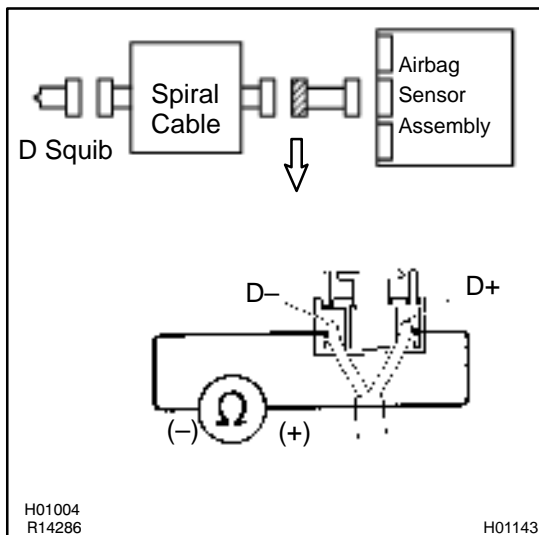 D Squib
Spiral
Cable
Airbag
Sensor
Assembly
D–
D+
Ω
(–)
(+)
H01004
R14286
H01143